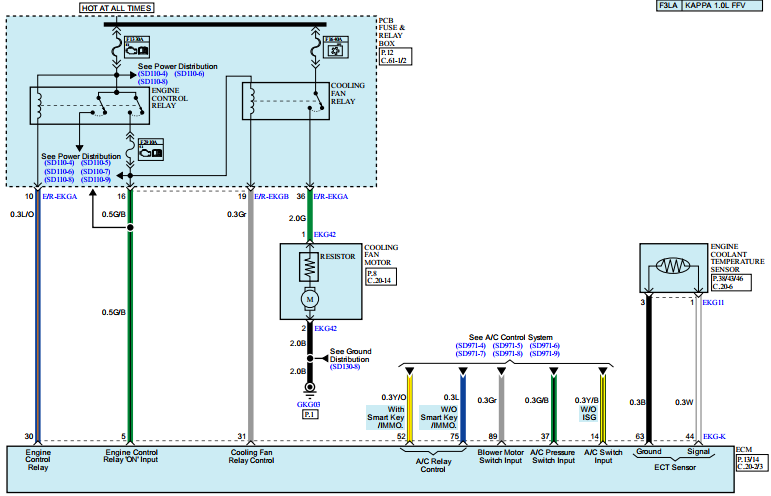 F3LA KAPPA 1.0L FFV
HOT AT ALL TIMES
PCB
FUSE &
RELAY
BOX
P.12
C.61-1/2
See Power Distribution
(SD110-4) (SD110-6)
(SD110-8)
ENGINE
CONTROL
RELAY
COOLING
FAN
RELAY
See Power Distribution
(SD110-4) (SD110-5)
(SD110-6) (SD110-7)
(SD110-8) (SD110-9)
10 E/R-EKGA 16 19 E/R-EKGB 36 E/R-EKGA
0.3L/O 0.5G/B 0.3Gr 2.0G
1 EKG42
RESISTOR
M
COOLING
FAN
MOTOR
P.8
C.20-14
ENGINE
COOLANT
TEMPERATURE
SENSOR
P.38/43/46
C.20-6
3 1 EKG11
0.5G/B
2 EKG42
2.0B
See Ground
Distribution
(SD130-8)
2.0B
GKG03
P.1
See A/C Control System
(SD971-4) (SD971-5) (SD971-6)
(SD971-7) (SD971-8) (SD971-9)
0.3Y/O 0.3L 0.3Gr 0.3G/B 0.3Y/B 0.3B 0.3W
With
Smart Key
/IMMO.
W/O
Smart Key
/IMMO.
W/O
ISG
30 5 31 52 75 89 37 14 63 44 EKG-K
Engine
Control
Relay
Engine Control
Relay 'ON' Input
Cooling Fan
Relay Control
A/C Relay
Control
Blower Motor
Switch Input
A/C Pressure
Switch Input
A/C Switch
Input
Ground Signal
ECT Sensor
ECM
P.13/14
C.20-2/3